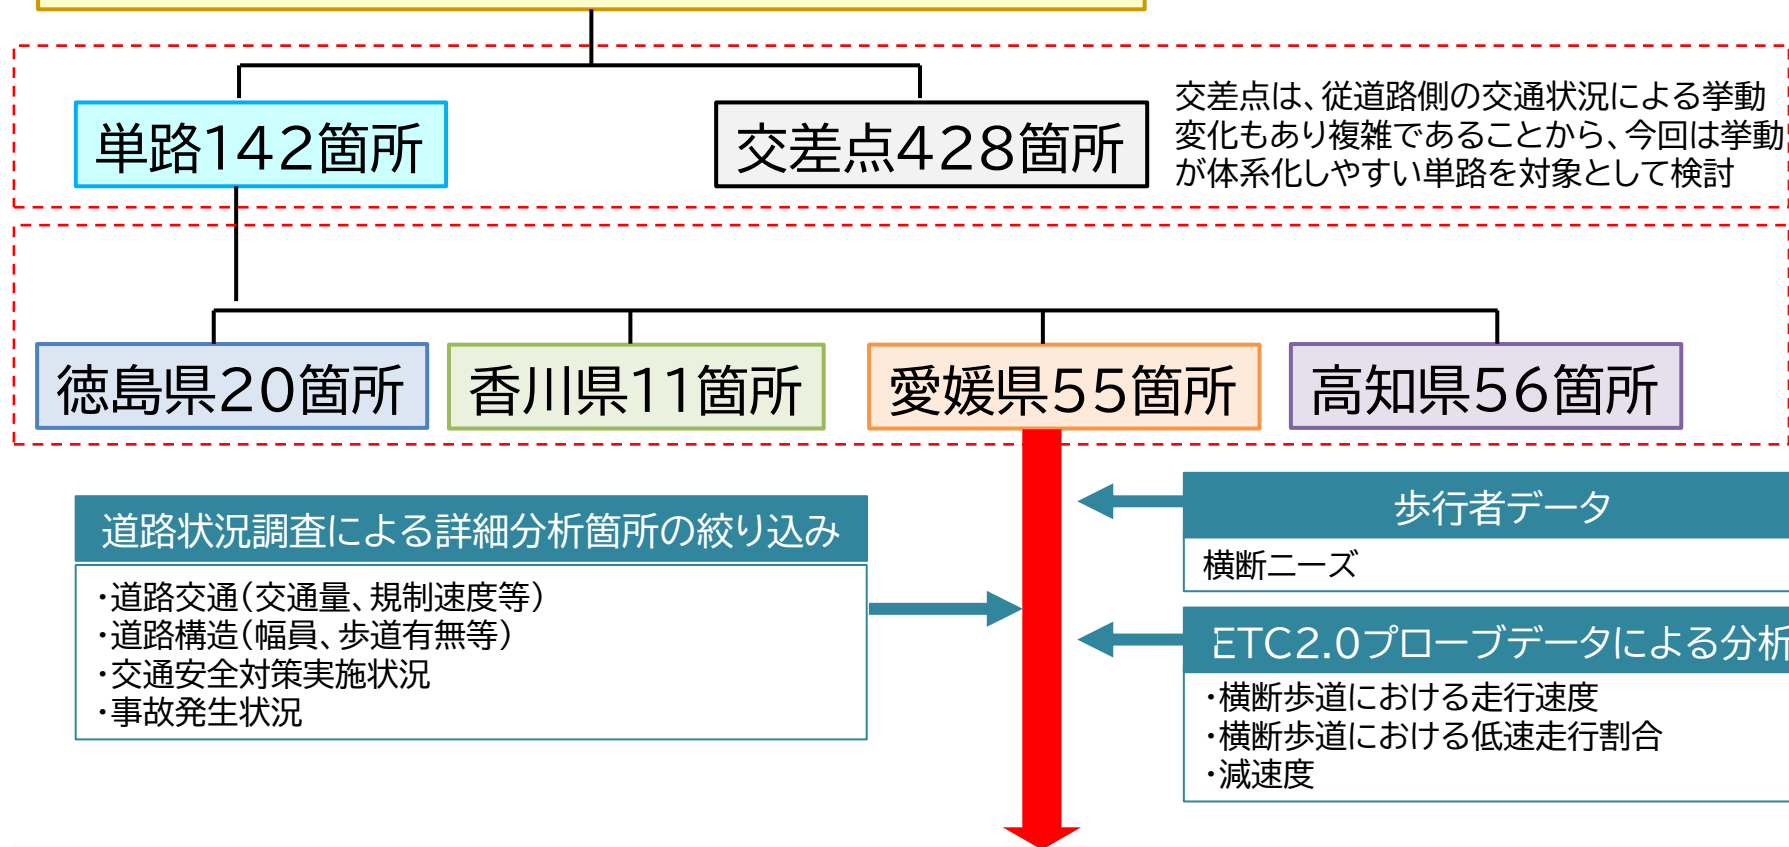 単路142箇所
交差点428箇所
交差点は、従道路側の交通状況による挙動
変化もあり複雑であることから、今回は挙動
が体系化しやすい単路を対象として検討
徳島県20箇所
香川県11箇所
愛媛県55箇所
高知県56箇所
道路状況調査による詳細分析箇所の絞り込み
・道路交通(交通量、規制速度等)
・道路構造(幅員、歩道有無等)
・交通安全対策実施状況
・事故発生状況
歩行者データ
横断ニーズ
ETC2.0プローブデータによる分析
・横断歩道における走行速度
・横断歩道における低速走行割合
・減速度